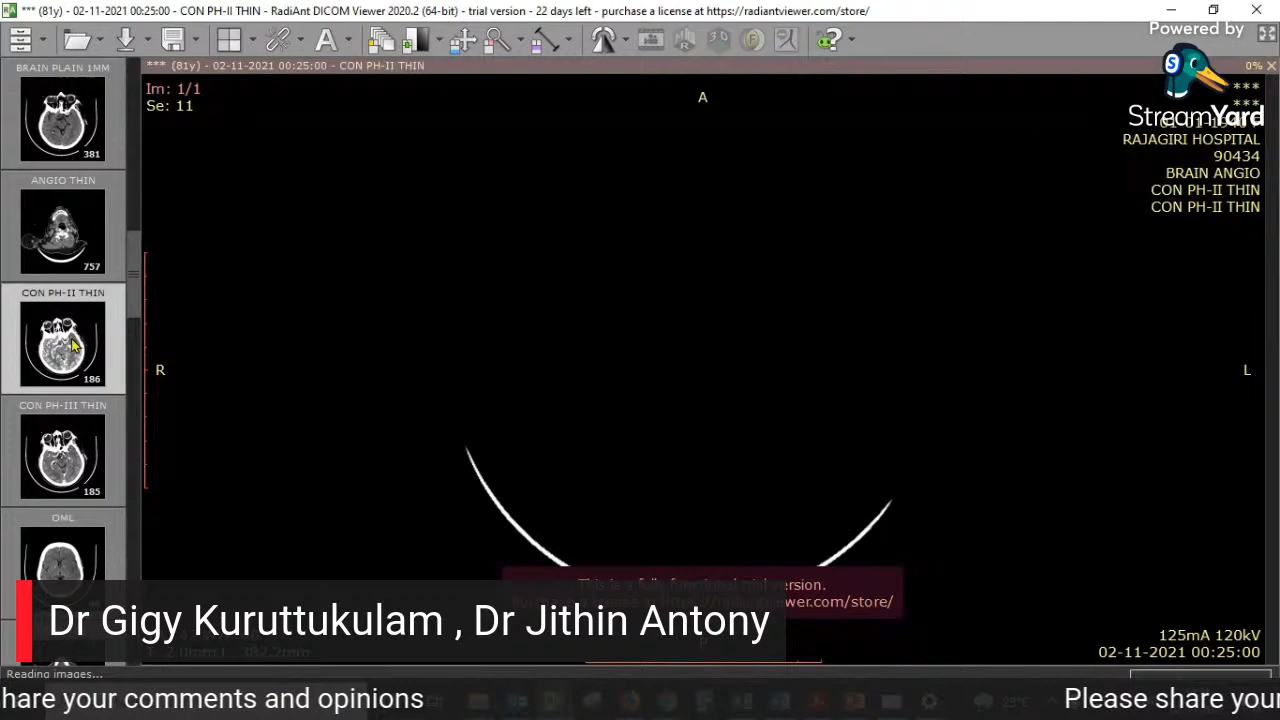 *** (81y) - 02-11-2021 00:25:00 - CON PH-II THIN - RadiAnt DICOM Viewer 2020.2 (64-bit) - trial version - 22 days left - purchase a license at https://radiantviewer.com/store/
Powered by
StreamYard
BRAIN PLAIN 1MM
381
ANGIO THIN
757
CON PH-II THIN
186
CON PH-III THIN
185
OML
*** (81y) - 02-11-2021 00:25:00 - CON PH-II THIN
0%
Im: 1/1
Se: 11
A
R
L
***
***
RAJAGIRI HOSPITAL
90434
BRAIN ANGIO
CON PH-II THIN
CON PH-II THIN
This is a fully functional trial version.
Dr Gigy Kuruttukulam , Dr Jithin Antony
125mA 120kV
02-11-2021 00:25:00
Reading images...
hare your comments and opinions
Please share your